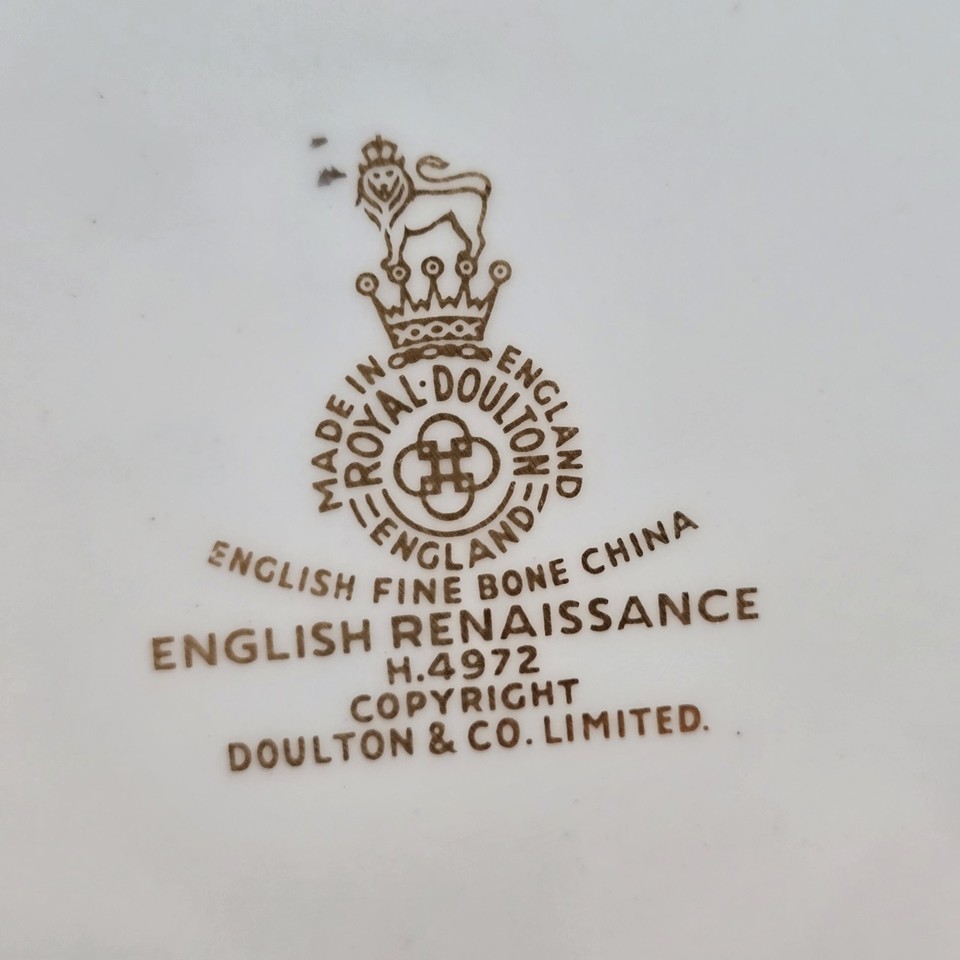 MADE IN ENGLAND
ROYAL·DOULTON
ENGLAND
ENGLISH FINE BONE CHINA
ENGLISH RENAISSANCE
H.4972
COPYRIGHT
DOULTON & CO. LIMITED.